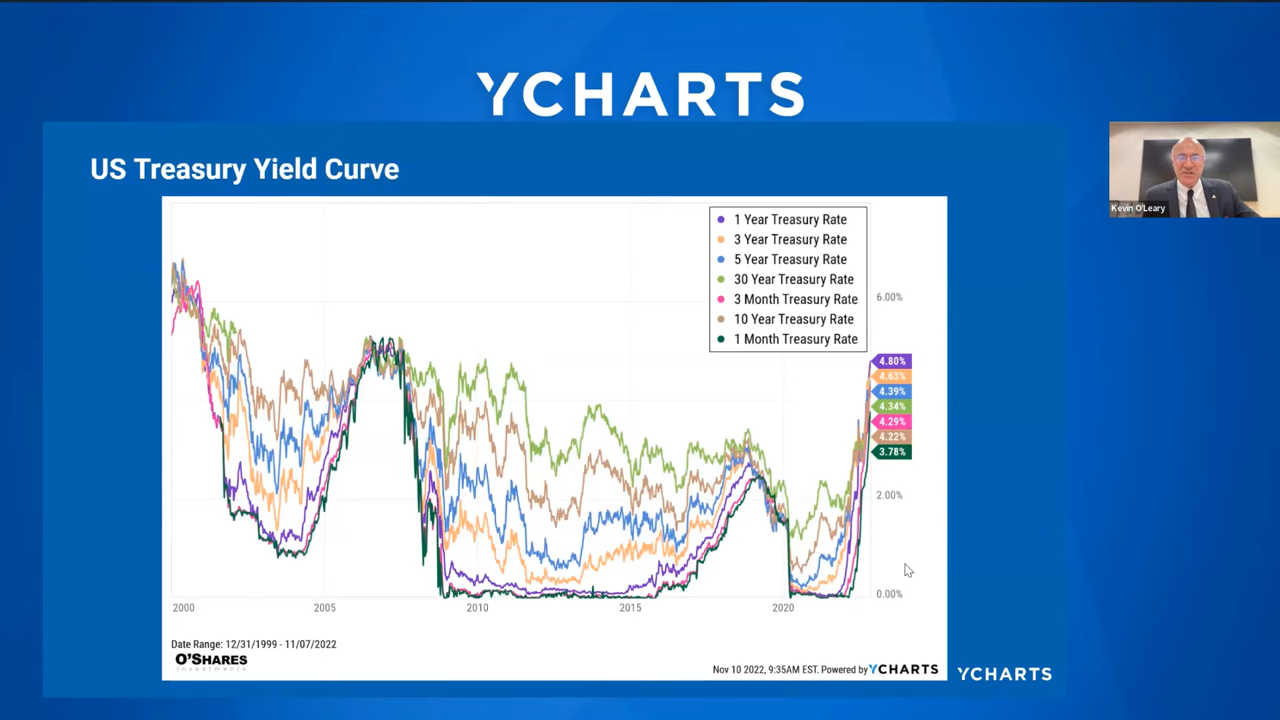 YCHARTS
US Treasury Yield Curve
Kevin O'Leary
1 Year Treasury Rate
3 Year Treasury Rate
5 Year Treasury Rate
30 Year Treasury Rate
3 Month Treasury Rate
10 Year Treasury Rate
1 Month Treasury Rate
6.00%
4.80%
4.63%
4.39%
4.34%
4.29%
4.22%
3.78%
2.00%
0.00%
2000 2005 2010 2015 2020
Date Range: 12/31/1999 - 11/07/2022
O'SHARES
Investments
Nov 10 2022, 9:35AM EST. Powered by YCHARTS
YCHARTS